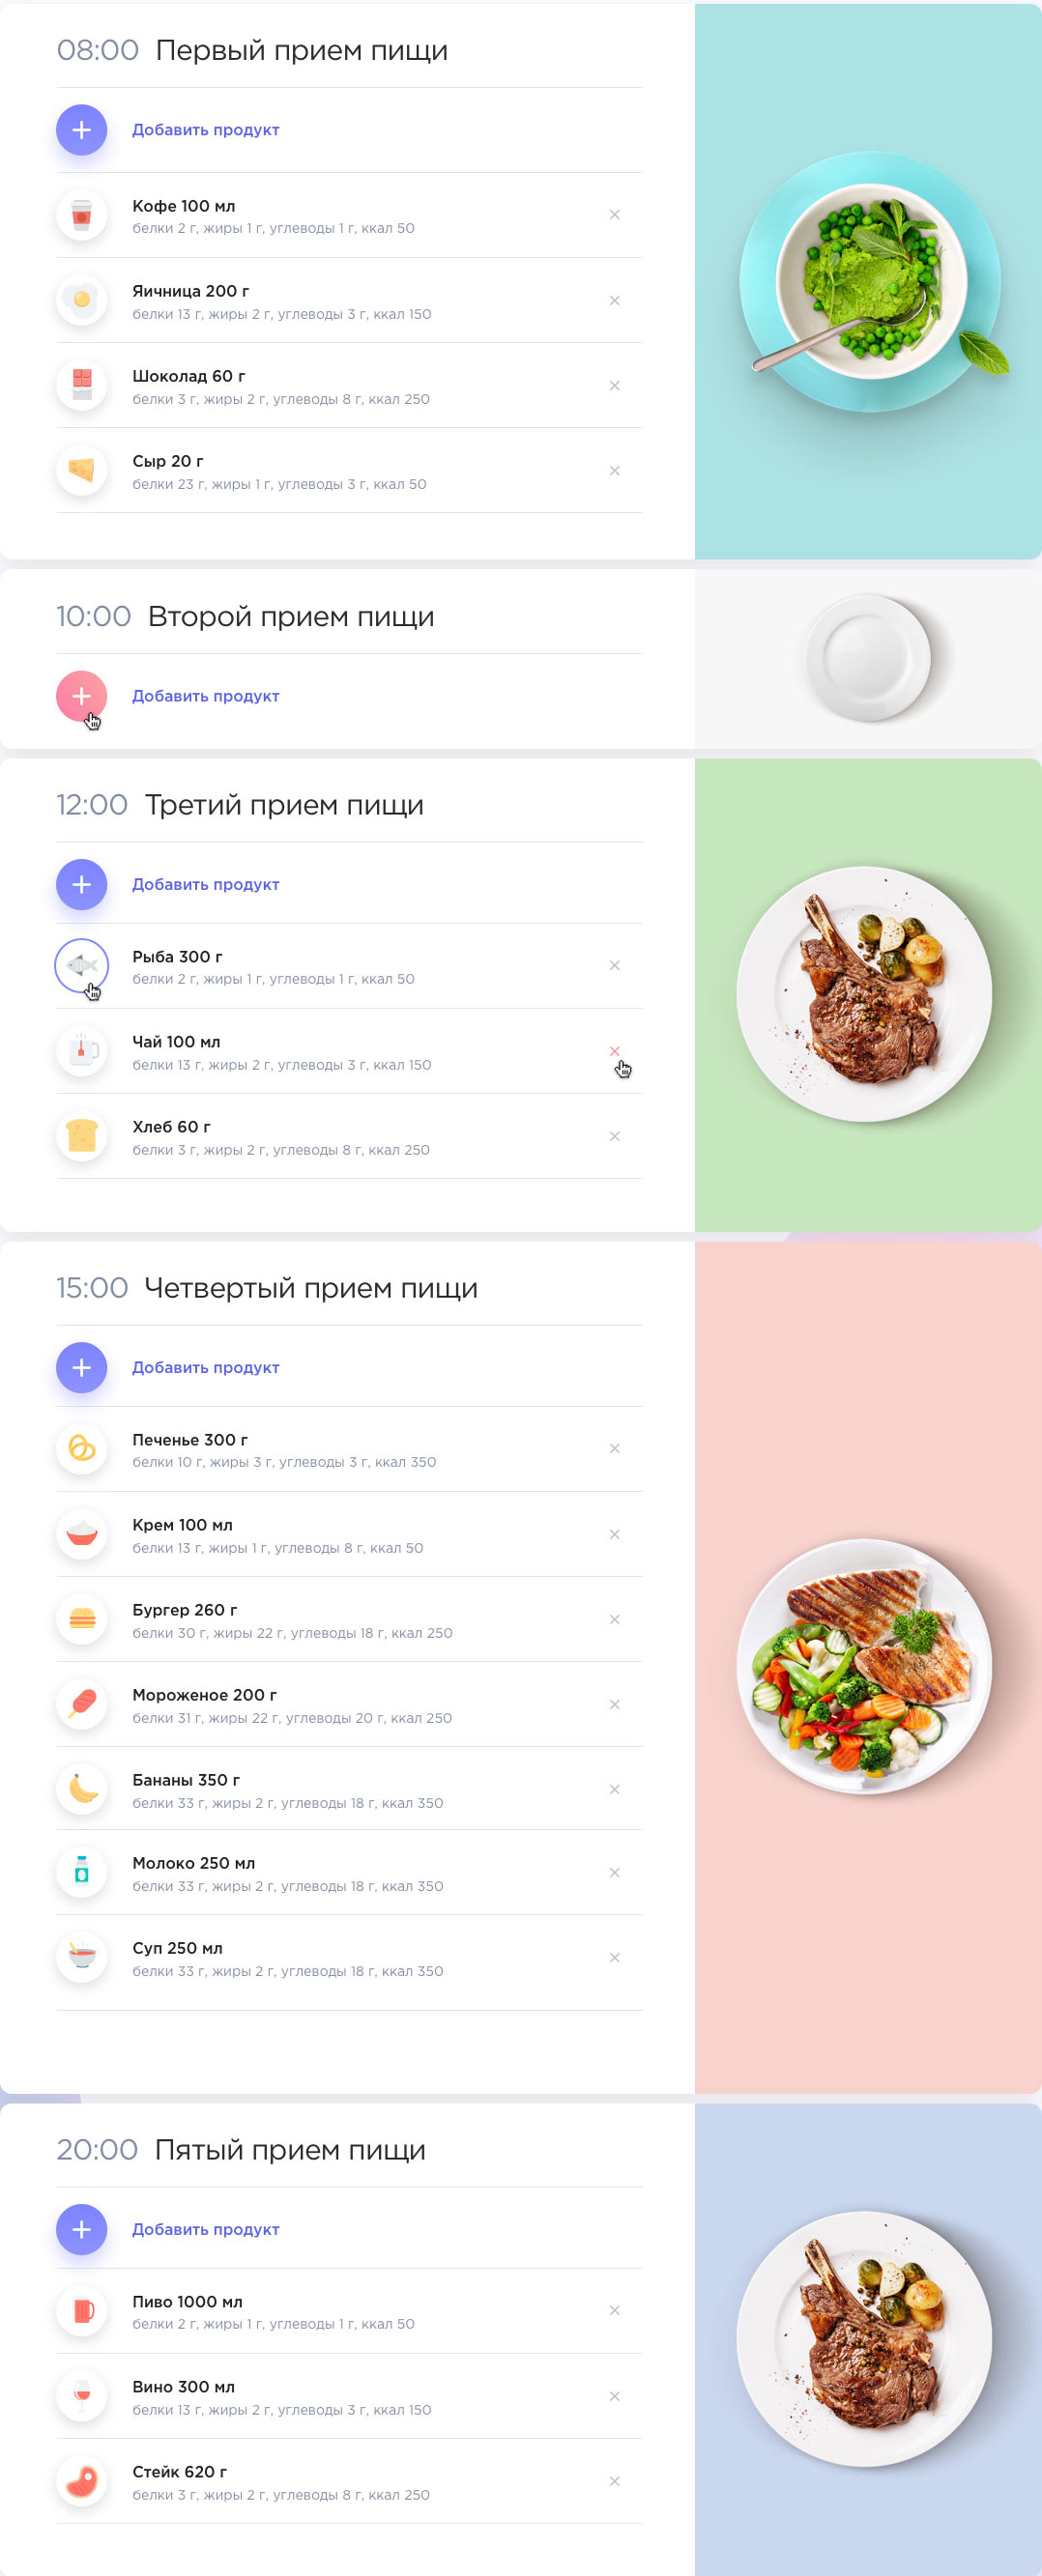 08:00 Первый прием пищи
Добавить продукт
Кофе 100 мл
белки 2 г, жиры 1 г, углеводы 1 г, ккал 50
Яичница 200 г
белки 13 г, жиры 2 г, углеводы 3 г, ккал 150
Шоколад 60 г
белки 3 г, жиры 2 г, углеводы 8 г, ккал 250
Сыр 20 г
белки 23 г, жиры 1 г, углеводы 3 г, ккал 50
10:00 Второй прием пищи
Добавить продукт
12:00 Третий прием пищи
Добавить продукт
Рыба 300 г
белки 2 г, жиры 1 г, углеводы 1 г, ккал 50
Чай 100 мл
белки 13 г, жиры 2 г, углеводы 3 г, ккал 150
Хлеб 60 г
белки 3 г, жиры 2 г, углеводы 8 г, ккал 250
15:00 Четвертый прием пищи
Добавить продукт
Печенье 300 г
белки 10 г, жиры 3 г, углеводы 3 г, ккал 350
Крем 100 мл
белки 13 г, жиры 1 г, углеводы 8 г, ккал 50
Бургер 260 г
белки 30 г, жиры 22 г, углеводы 18 г, ккал 250
Мороженое 200 г
белки 31 г, жиры 22 г, углеводы 20 г, ккал 250
Бананы 350 г
белки 33 г, жиры 2 г, углеводы 18 г, ккал 350
Молоко 250 мл
белки 33 г, жиры 2 г, углеводы 18 г, ккал 350
Суп 250 мл
белки 33 г, жиры 2 г, углеводы 18 г, ккал 350
20:00 Пятый прием пищи
Добавить продукт
Пиво 1000 мл
белки 2 г, жиры 1 г, углеводы 1 г, ккал 50
Вино 300 мл
белки 13 г, жиры 2 г, углеводы 3 г, ккал 150
Стейк 620 г
белки 3 г, жиры 2 г, углеводы 8 г, ккал 250